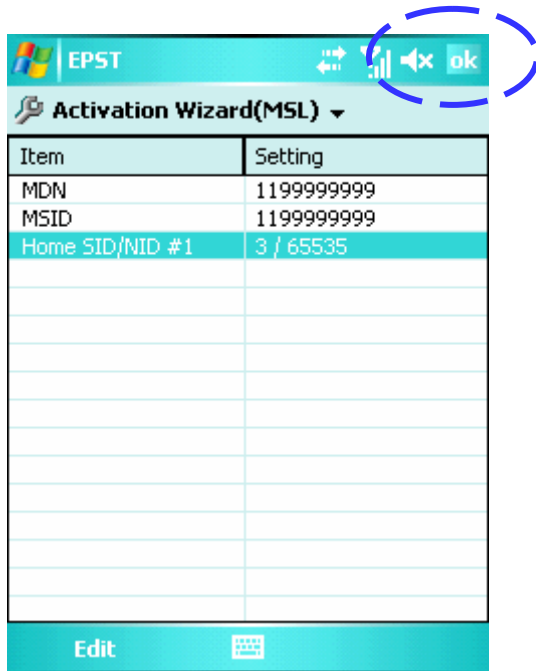 EPST ok
Activation Wizard(MSL)
Item Setting
MDN 1199999999
MSID 1199999999
Home SID/NID #1 3 / 65535
Edit